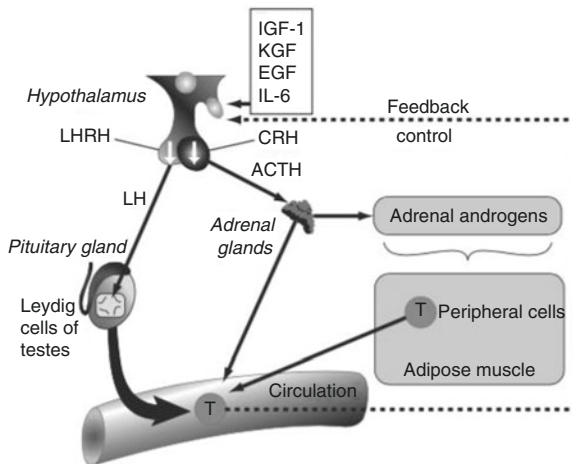 IGF-1
KGF
EGF
IL-6
Hypothalamus
Feedback
control
LHRH
CRH
ACTH
LH
Adrenal
glands
Adrenal androgens
Pituitary gland
Leydig
cells of
testes
T
Peripheral cells
Adipose muscle
Circulation
T